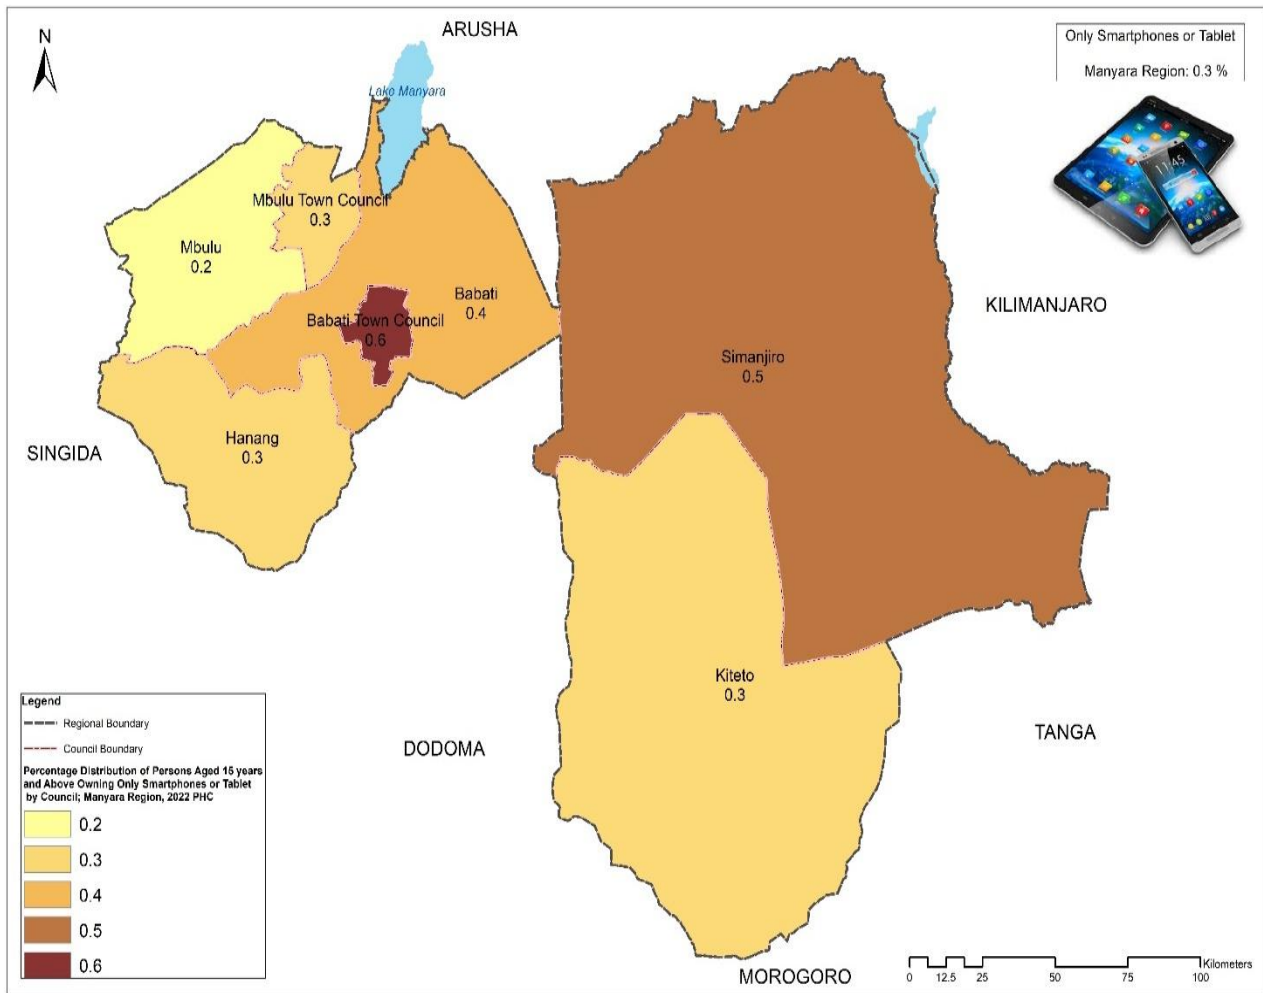 N
ARUSHA
Only Smartphones or Tablet
Manyara Region: 0.3 %
Lake Manyara
11:45
Mbulu Town Council
0.3
Mbulu
0.2
Babati
0.4
KILIMANJARO
Babati Town Council
0.6
Simanjiro
0.5
Hanang
0.3
SINGIDA
Kiteto
0.3
TANGA
DODOMA
Legend
Regional Boundary
Council Boundary
Percentage Distribution of Persons Aged 15 years
and Above Owning Only Smartphones or Tablet
by Council; Manyara Region, 2022 PHC
0.2
0.3
0.4
0.5
0.6
MOROGORO
Kilometers
0 12.5 25 50 75 100